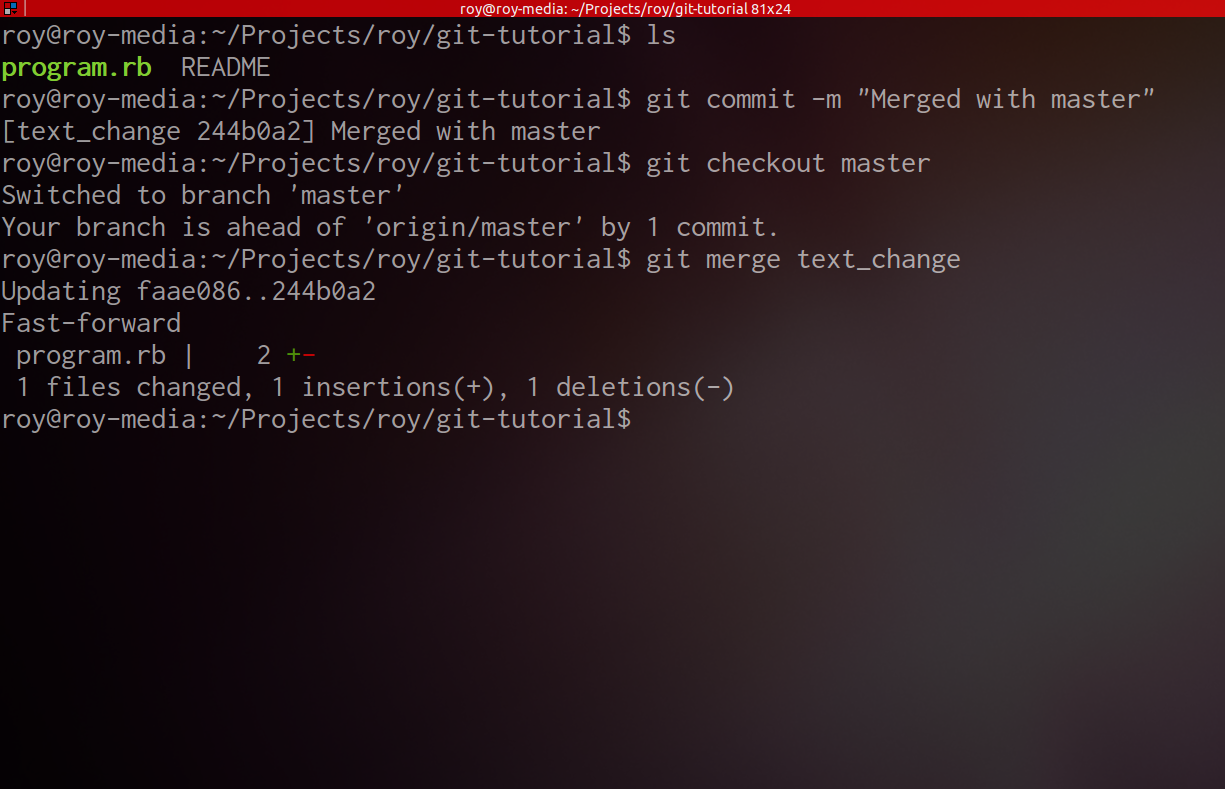 roy@roy-media: ~/Projects/roy/git-tutorial 81x24
roy@roy-media:~/Projects/roy/git-tutorial$ ls
program.rb  README
roy@roy-media:~/Projects/roy/git-tutorial$ git commit -m "Merged with master"
[text_change 244b0a2] Merged with master
roy@roy-media:~/Projects/roy/git-tutorial$ git checkout master
Switched to branch 'master'
Your branch is ahead of 'origin/master' by 1 commit.
roy@roy-media:~/Projects/roy/git-tutorial$ git merge text_change
Updating faae086..244b0a2
Fast-forward
 program.rb |    2 +-
 1 files changed, 1 insertions(+), 1 deletions(-)
roy@roy-media:~/Projects/roy/git-tutorial$